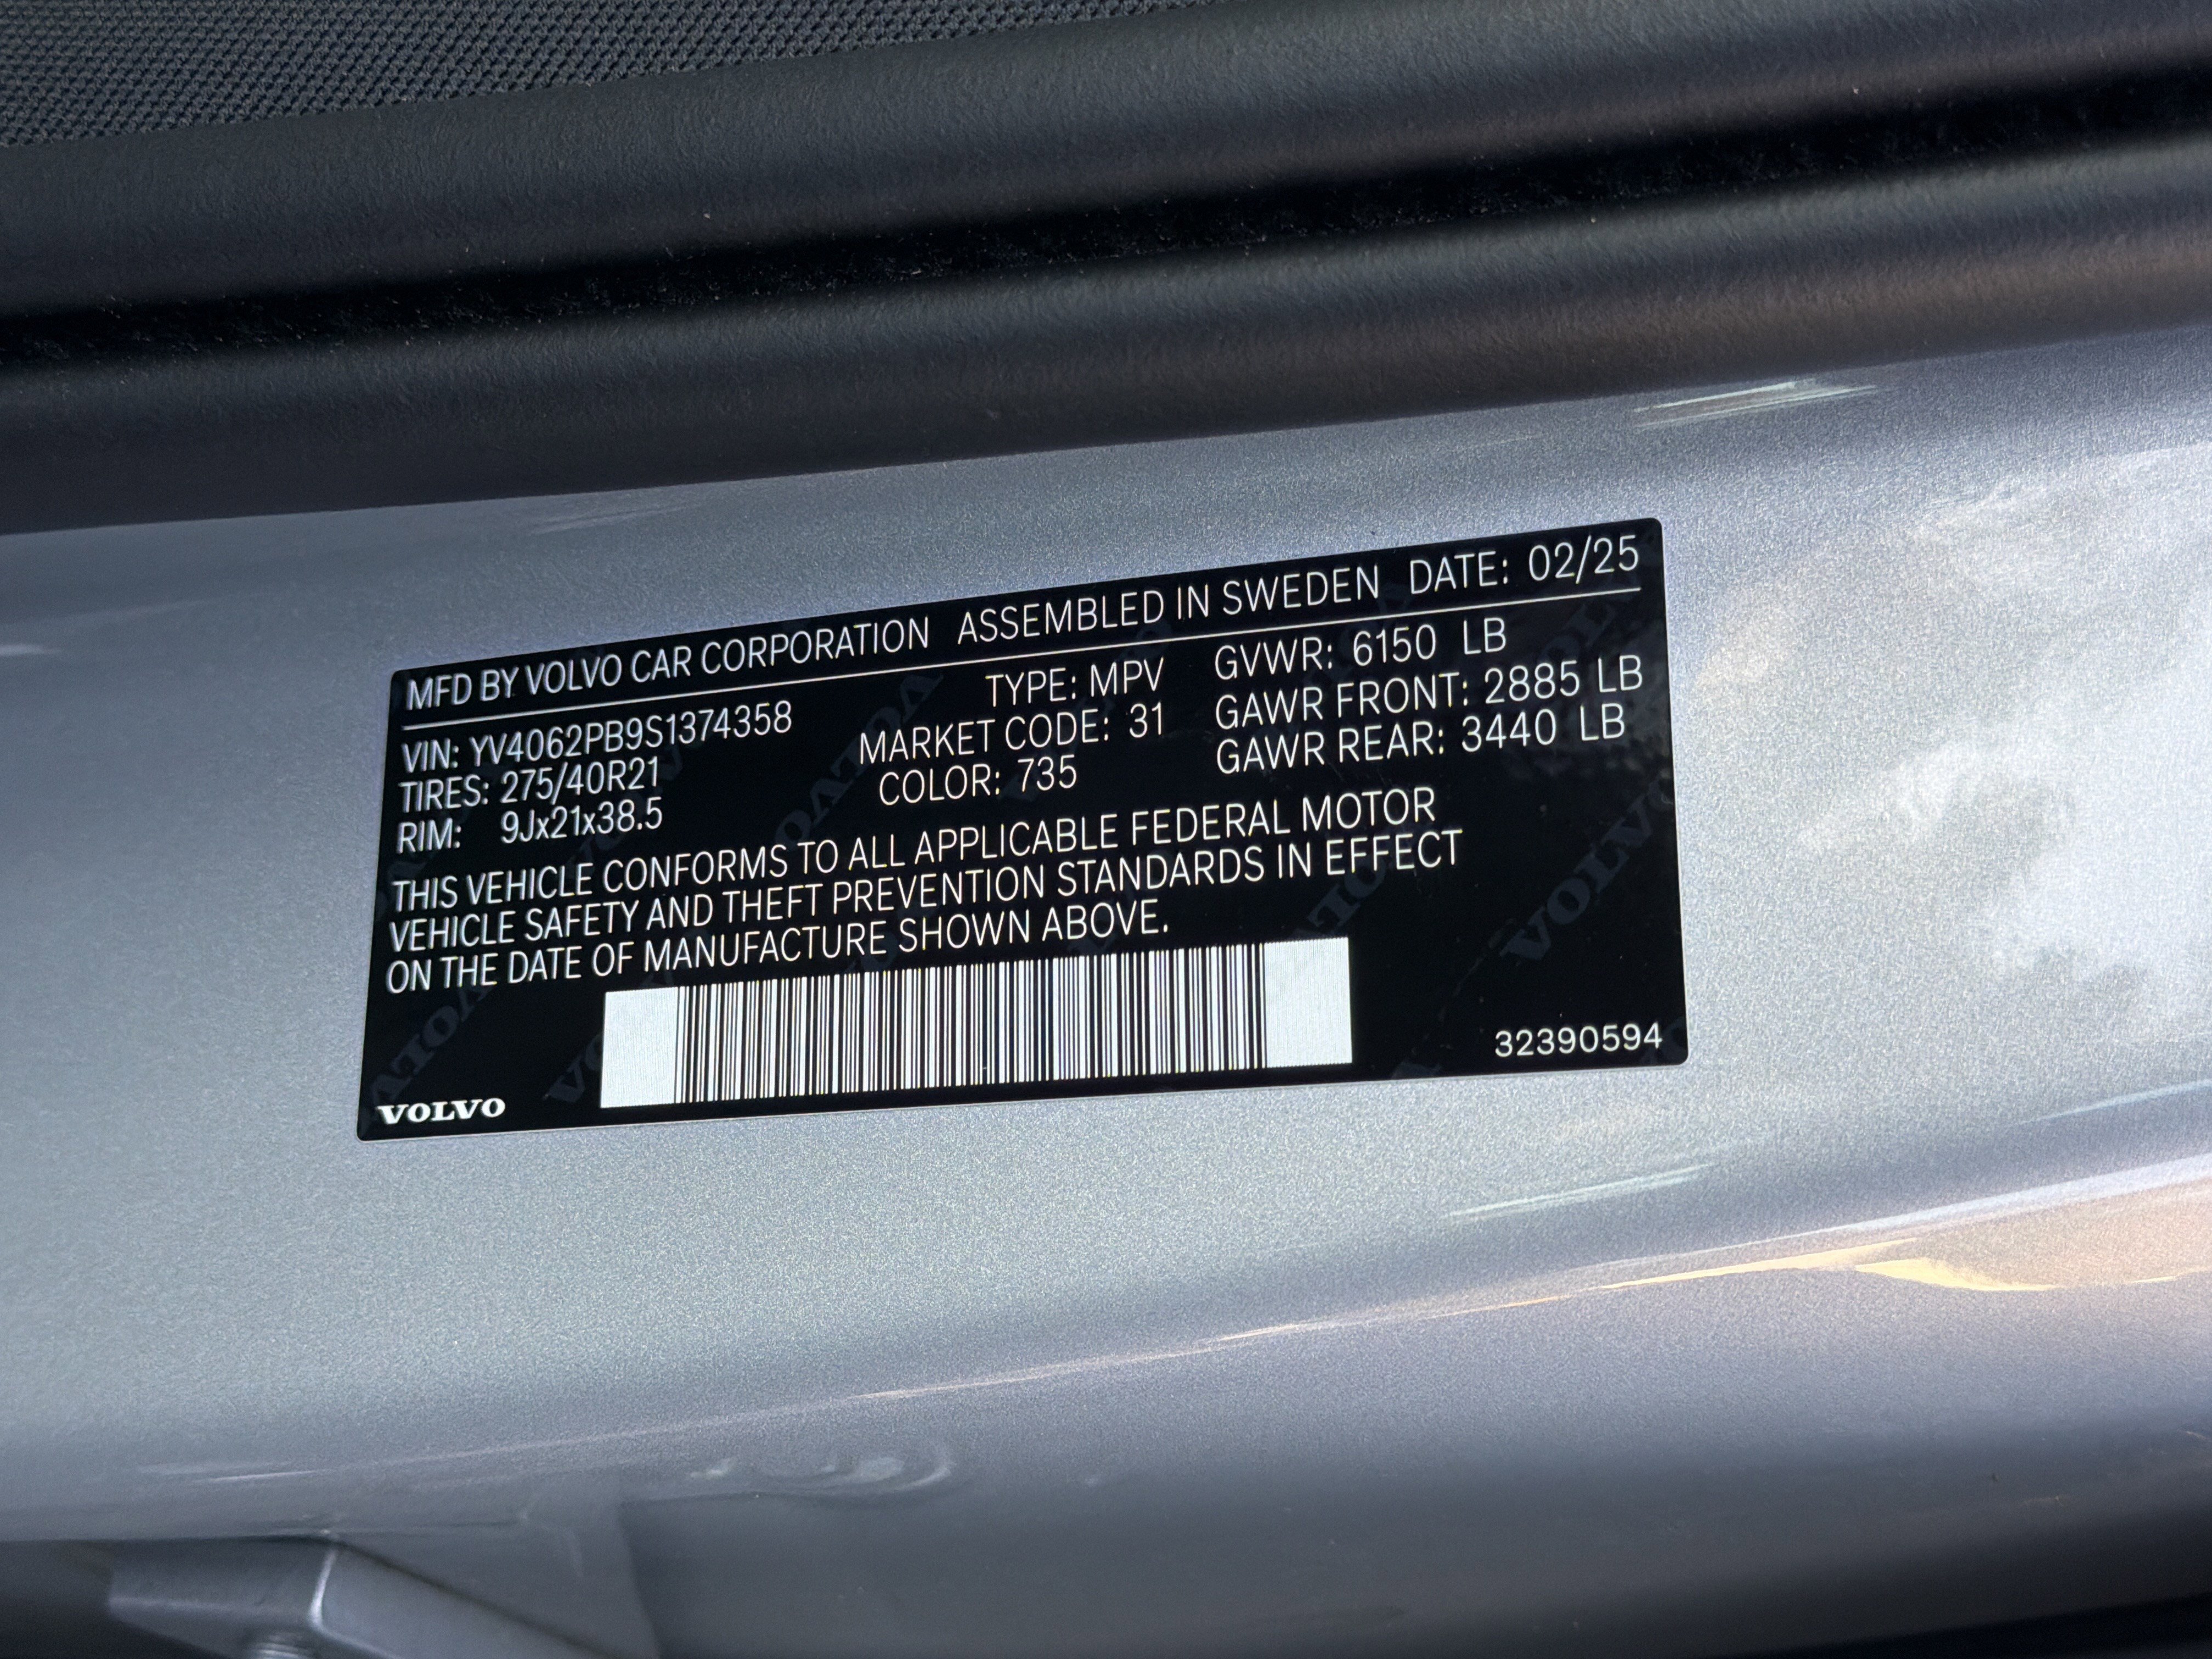 MFD BY VOLVO CAR CORPORATION ASSEMBLED IN SWEDEN DATE: 02/25
VIN: YV4062PB9S1374358 TYPE: MPV GVWR: 6150 LB
TIRES: 275/40R21 MARKET CODE: 31 GAWR FRONT: 2885 LB
RIM: 9Jx21x38.5 COLOR: 735 GAWR REAR: 3440 LB
THIS VEHICLE CONFORMS TO ALL APPLICABLE FEDERAL MOTOR
VEHICLE SAFETY AND THEFT PREVENTION STANDARDS IN EFFECT
ON THE DATE OF MANUFACTURE SHOWN ABOVE.
32390594
VOLVO